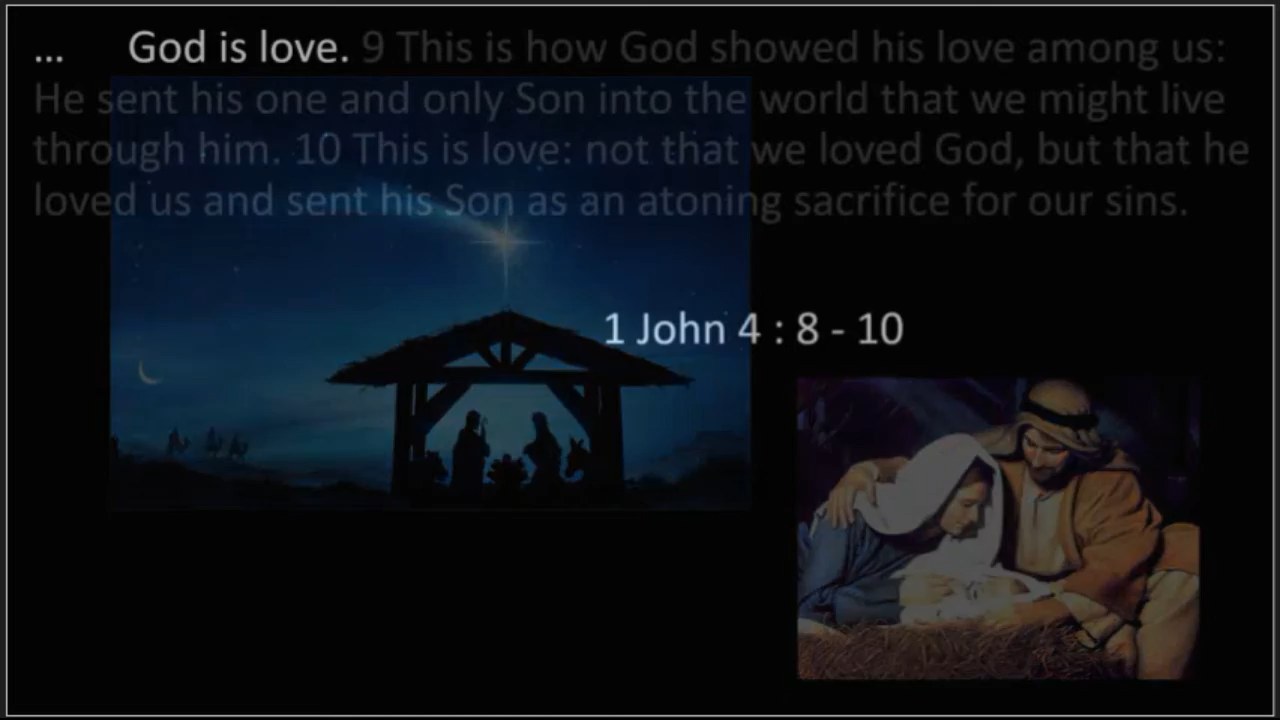 ... God is love. 9 This is how God showed his love among us:
He sent his one and only Son into the world that we might live
through him. 10 This is love: not that we loved God, but that he
loved us and sent his Son as an atoning sacrifice for our sins.
1 John 4 : 8 - 10